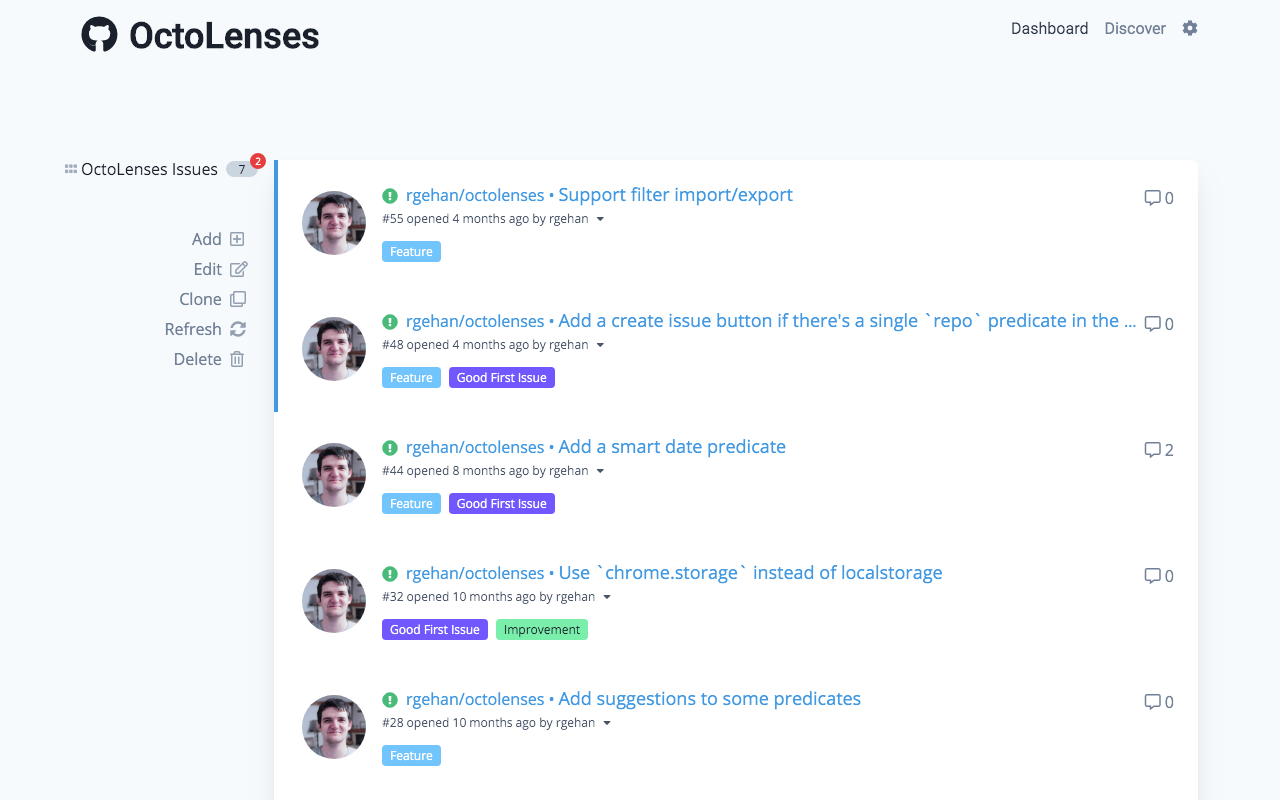 OctoLenses
Dashboard Discover
OctoLenses Issues 7 2
Add
Edit
Clone
Refresh
Delete
rgehan/octolenses • Support filter import/export 0
#55 opened 4 months ago by rgehan
Feature
rgehan/octolenses • Add a create issue button if there's a single `repo` predicate in the ... 0
#48 opened 4 months ago by rgehan
Feature Good First Issue
rgehan/octolenses • Add a smart date predicate 2
#44 opened 8 months ago by rgehan
Feature Good First Issue
rgehan/octolenses • Use `chrome.storage` instead of localstorage 0
#32 opened 10 months ago by rgehan
Good First Issue Improvement
rgehan/octolenses • Add suggestions to some predicates 0
#28 opened 10 months ago by rgehan
Feature